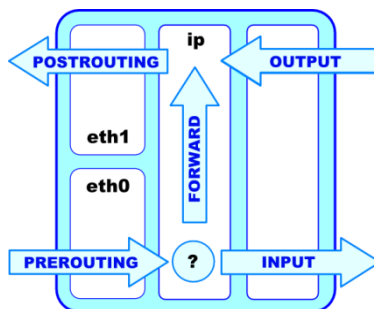 ip
POSTROUTING
OUTPUT
eth1
FORWARD
eth0
PREROUTING
?
INPUT